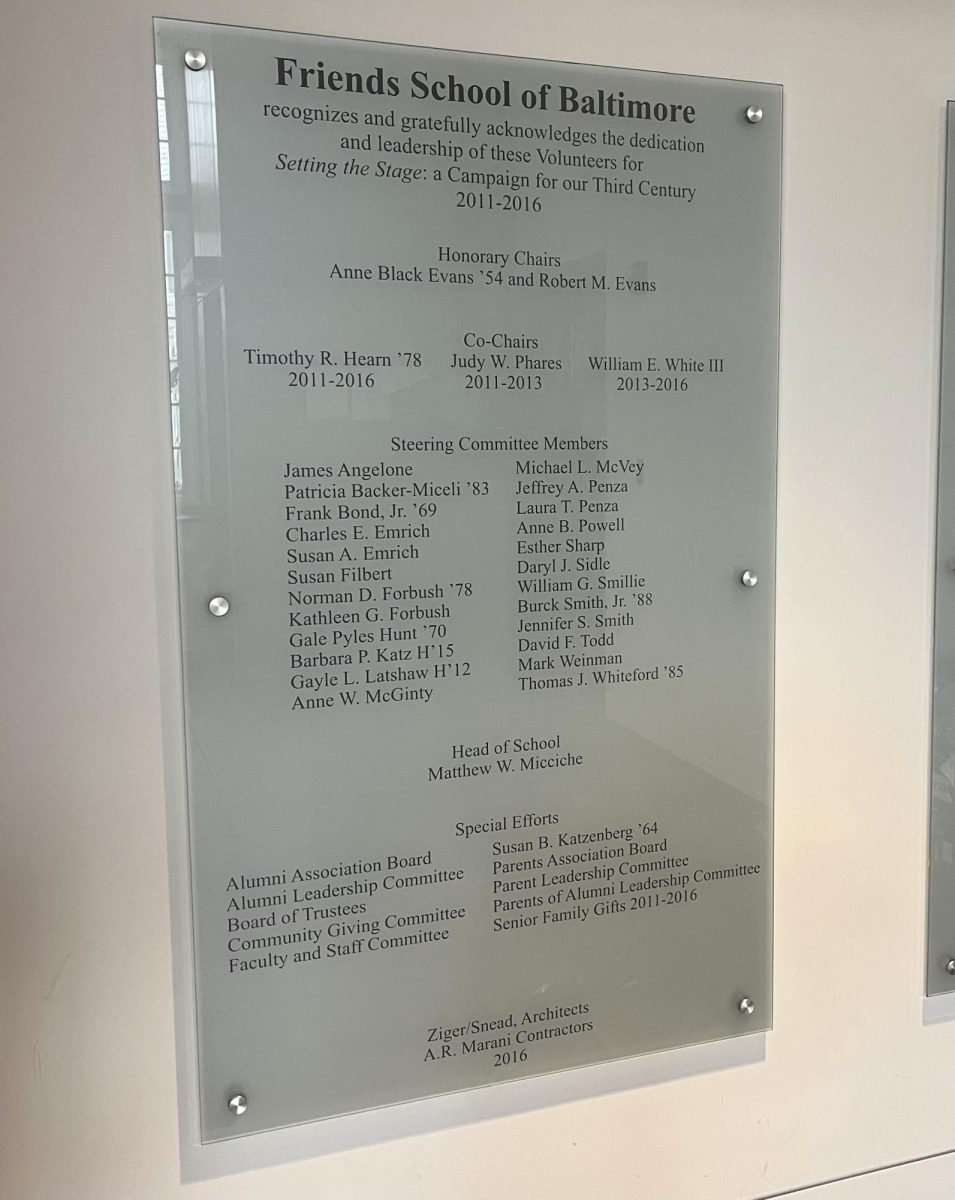 Friends School of Baltimore
recognizes and gratefully acknowledges the dedication
and leadership of these Volunteers for
Setting the Stage: a Campaign for our Third Century
2011-2016
Honorary Chairs
Anne Black Evans ’54 and Robert M. Evans
Co-Chairs
Timothy R. Hearn ’78
2011-2016
Judy W. Phares
2011-2013
William E. White III
2013-2016
Steering Committee Members
James Angelone
Patricia Backer-Miceli ’83
Frank Bond, Jr. ’69
Charles E. Emrich
Susan A. Emrich
Susan Filbert
Norman D. Forbush ’78
Kathleen G. Forbush
Gale Pyles Hunt ’70
Barbara P. Katz H’15
Gayle L. Latshaw H’12
Anne W. McGinty
Michael L. McVey
Jeffrey A. Penza
Laura T. Penza
Anne B. Powell
Esther Sharp
Daryl J. Sidle
William G. Smillie
Burck Smith, Jr. ’88
Jennifer S. Smith
David F. Todd
Mark Weinman
Thomas J. Whiteford ’85
Head of School
Matthew W. Micciche
Special Efforts
Alumni Association Board
Alumni Leadership Committee
Board of Trustees
Community Giving Committee
Faculty and Staff Committee
Susan B. Katzenberg ’64
Parents Association Board
Parent Leadership Committee
Parents of Alumni Leadership Committee
Senior Family Gifts 2011-2016
Ziger/Snead, Architects
A.R. Marani Contractors
2016